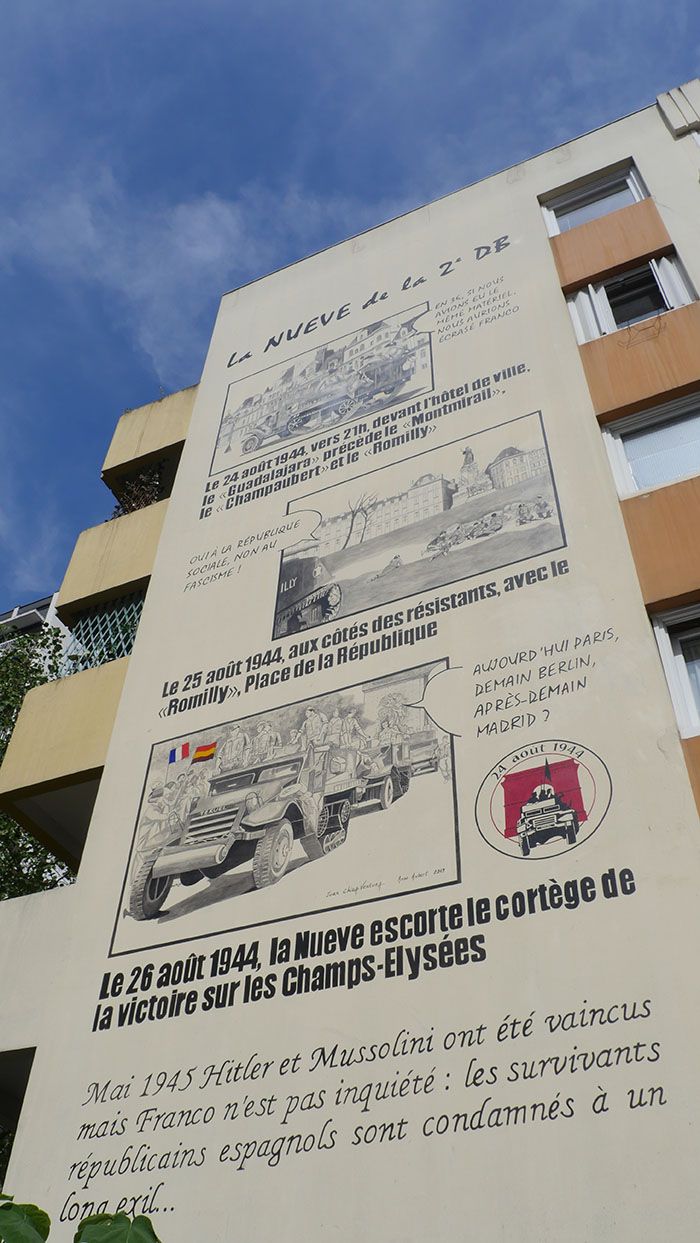 La NUEVE de la 2e DB
EN 36, SI NOUS
AVIONS EU LE
MÊME MATÉRIEL,
NOUS AURIONS
ÉCRASÉ FRANCO
Le 24 août 1944, vers 21h, devant l'hôtel de ville,
le «Guadalajara» précède le «Montmirail»,
le «Champaubert» et le «Romilly»
OUI À LA RÉPUBLIQUE
SOCIALE, NON AU
FASCISME !
ILLY
Le 25 août 1944, aux côtés des résistants, avec le
«Romilly», Place de la République
AUJOURD'HUI PARIS,
DEMAIN BERLIN,
APRÈS-DEMAIN
MADRID ?
TERUEL
24 août 1944
Le 26 août 1944, la Nueve escorte le cortège de
la victoire sur les Champs-Elysées
Mai 1945 Hitler et Mussolini ont été vaincus
mais Franco n'est pas inquiété : les survivants
républicains espagnols sont condamnés à un
long exil...